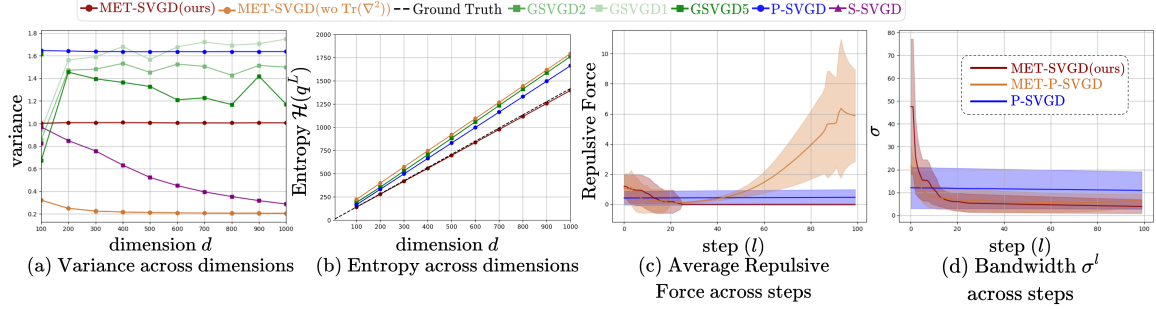 MET-SVGD(ours) MET-SVGD(wo Tr(∇²)) Ground Truth GSVGD2 GSVGD1 GSVGD5 P-SVGD S-SVGD
variance
1.8
1.6
1.4
1.2
1.0
0.8
0.6
0.4
0.2
100 200 300 400 500 600 700 800 900 1000
dimension d
(a) Variance across dimensions
Entropy H(q^L)
2000
1750
1500
1250
1000
750
500
250
0
100 200 300 400 500 600 700 800 900 1000
dimension d
(b) Entropy across dimensions
Repulsive Force
10
8
6
4
2
0
0 20 40 60 80 100
step (l)
(c) Average Repulsive
Force across steps
σ
80
70
60
50
40
30
20
10
0
MET-SVGD(ours)
MET-P-SVGD
P-SVGD
0 20 40 60 80 100
step (l)
(d) Bandwidth σ^l
across steps